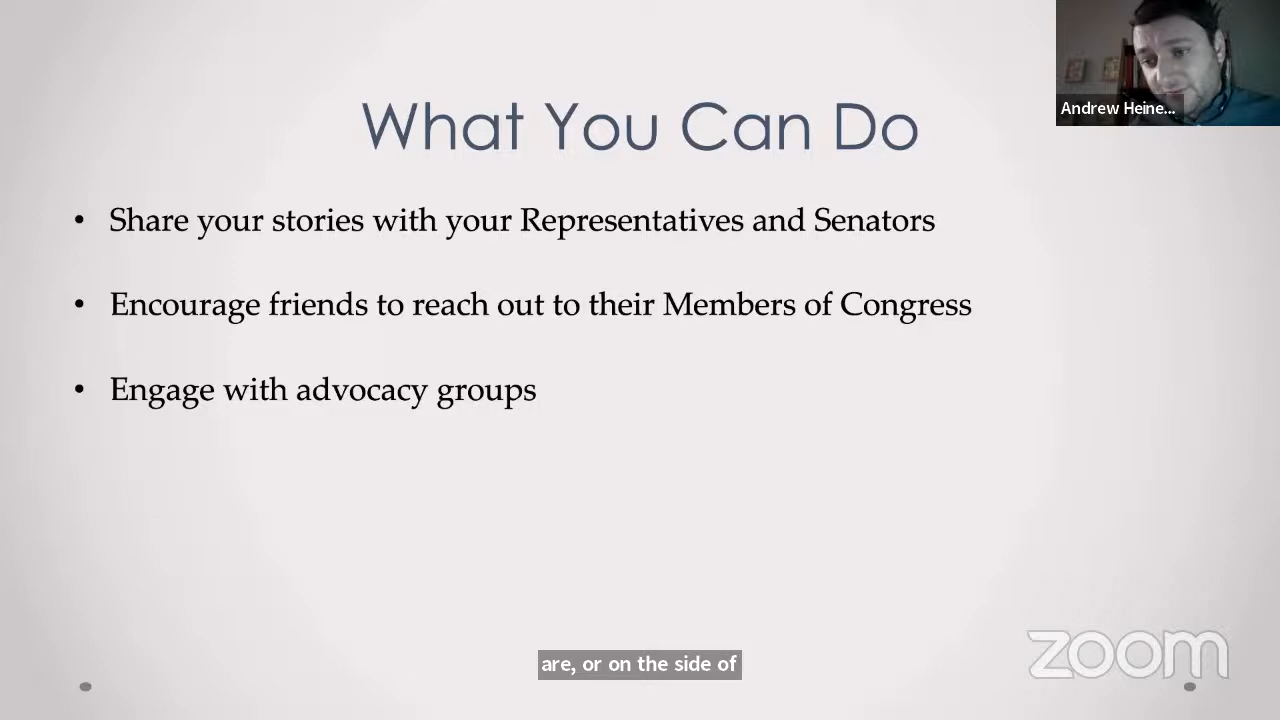 Andrew Heine...
What You Can Do
• Share your stories with your Representatives and Senators
• Encourage friends to reach out to their Members of Congress
• Engage with advocacy groups
are, or on the side of
zoom